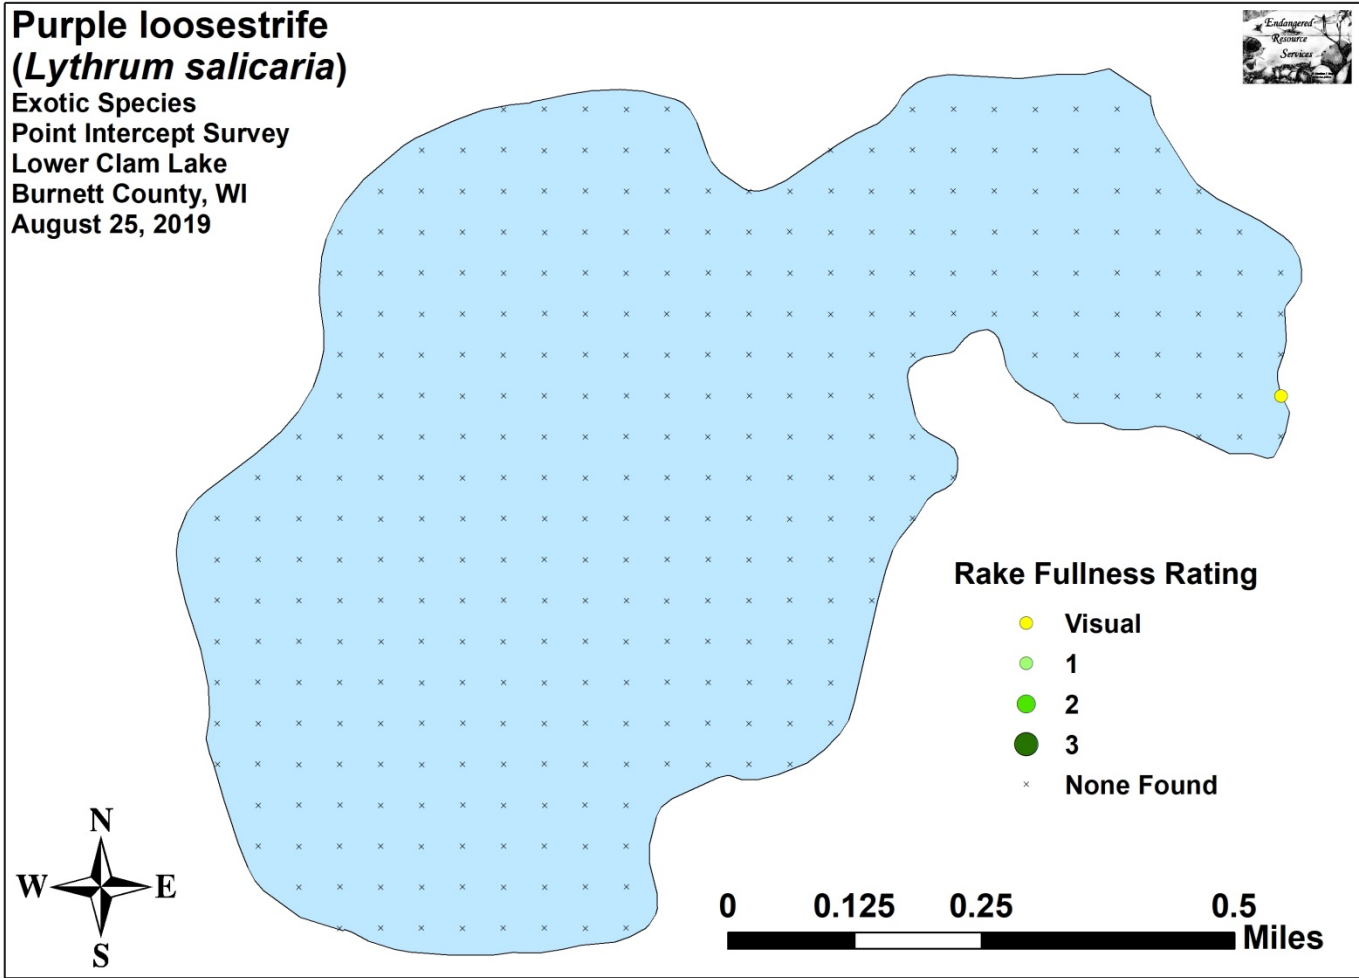 Purple loosestrife
(Lythrum salicaria)
Exotic Species
Point Intercept Survey
Lower Clam Lake
Burnett County, WI
August 25, 2019
Endangered
Resource
Services
Rake Fullness Rating
Visual
1
2
3
None Found
N
W E
S
0 0.125 0.25 0.5
Miles